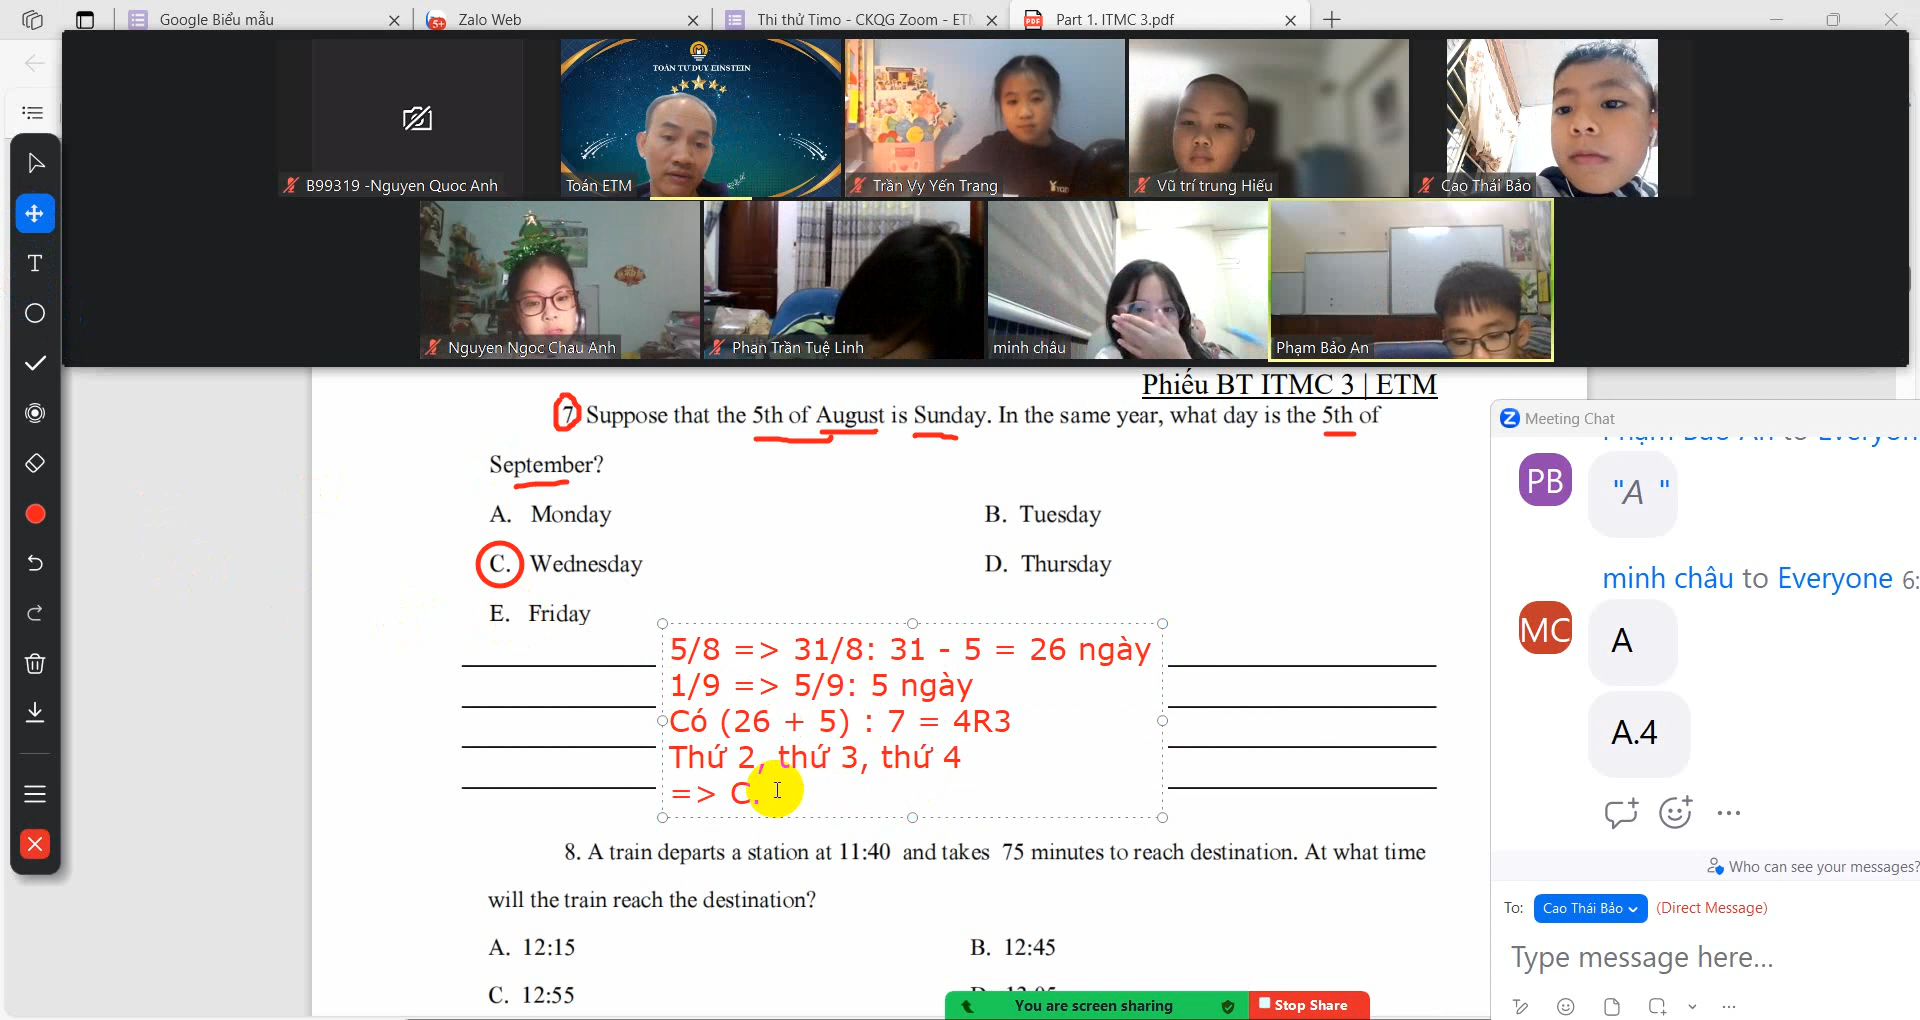 Google Biểu mẫu
5+ Zalo Web
Thi thử Timo - CKQG Zoom - ETM
Part 1. ITMC 3.pdf
TOÁN TƯ DUY EINSTEIN
B99319 -Nguyen Quoc Anh
Toán ETM
Trần Vy Yến Trang
Vũ trí trung Hiếu
Cao Thái Bảo
Nguyen Ngoc Chau Anh
Phan Trần Tuệ Linh
minh châu
Phạm Bảo An
Phiếu BT ITMC 3 | ETM
7 Suppose that the 5th of August is Sunday. In the same year, what day is the 5th of
September?
A. Monday
B. Tuesday
C. Wednesday
D. Thursday
E. Friday
5/8 => 31/8: 31 - 5 = 26 ngày
1/9 => 5/9: 5 ngày
Có (26 + 5) : 7 = 4R3
Thứ 2, thứ 3, thứ 4
=> C.
8. A train departs a station at 11:40 and takes 75 minutes to reach destination. At what time
will the train reach the destination?
A. 12:15
B. 12:45
C. 12:55
You are screen sharing
Stop Share
Meeting Chat
Phạm Bảo An to Everyone
PB
"A "
minh châu to Everyone 6:
MC
A
A.4
Who can see your messages?
To: Cao Thái Bảo (Direct Message)
Type message here...